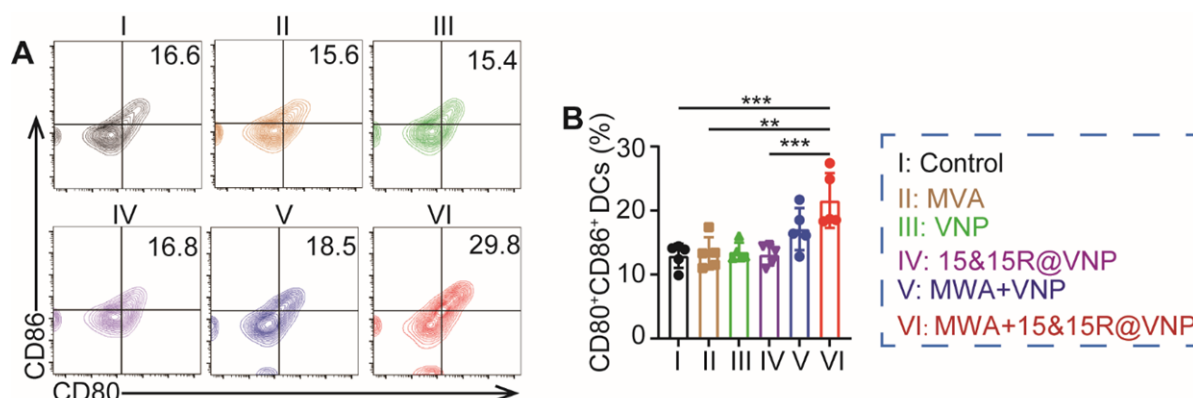 I II III
A
16.6 15.6 15.4
IV V VI
16.8 18.5 29.8
CD86
CD80
B
*** 
**
***
CD80+CD86+ DCs (%)
30
20
10
0
I II III IV V VI
I: Control
II: MVA
III: VNP
IV: 15&15R@VNP
V: MWA+VNP
VI: MWA+15&15R@VNP